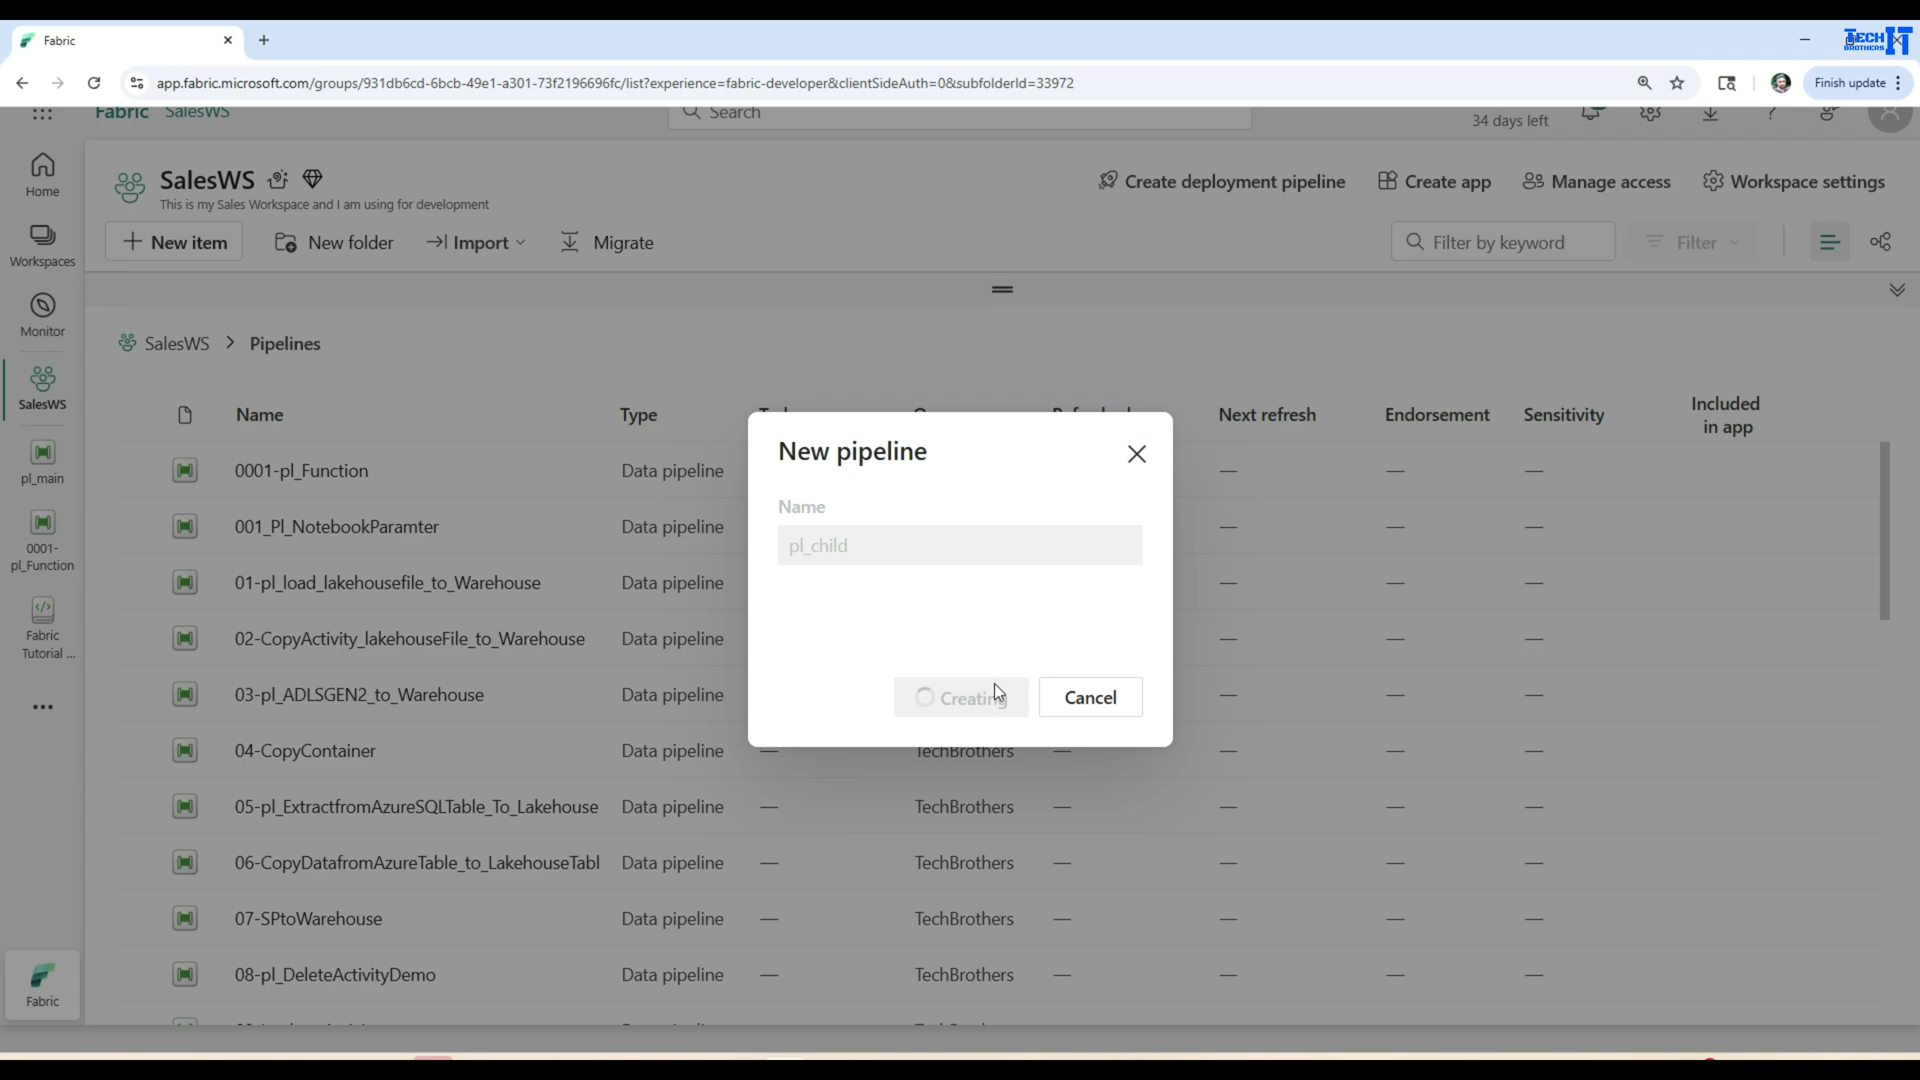 Fabric
TECH IT
BROTHERS
app.fabric.microsoft.com/groups/931db6cd-6bcb-49e1-a301-73f2196696fc/list?experience=fabric-developer&clientSideAuth=0&subfolderId=33972
Finish update
Fabric SalesWS
Search
34 days left
Home
Workspaces
Monitor
SalesWS
pl_main
0001-
pl_Function
Fabric
Tutorial ...
Fabric
SalesWS
This is my Sales Workspace and I am using for development
Create deployment pipeline
Create app
Manage access
Workspace settings
New item
New folder
Import
Migrate
Filter by keyword
Filter
SalesWS > Pipelines
Name Type Next refresh Endorsement Sensitivity Included
in app
0001-pl_Function Data pipeline — — —
001_Pl_NotebookParamter Data pipeline — — —
01-pl_load_lakehousefile_to_Warehouse Data pipeline — — —
02-CopyActivity_lakehouseFile_to_Warehouse Data pipeline — — —
03-pl_ADLSGEN2_to_Warehouse Data pipeline — — —
04-CopyContainer Data pipeline — TechBrothers — — — —
05-pl_ExtractfromAzureSQLTable_To_Lakehouse Data pipeline — TechBrothers — — — —
06-CopyDatafromAzureTable_to_LakehouseTabl Data pipeline — TechBrothers — — — —
07-SPtoWarehouse Data pipeline — TechBrothers — — — —
08-pl_DeleteActivityDemo Data pipeline — TechBrothers — — — —
New pipeline
Name
pl_child
Creating
Cancel